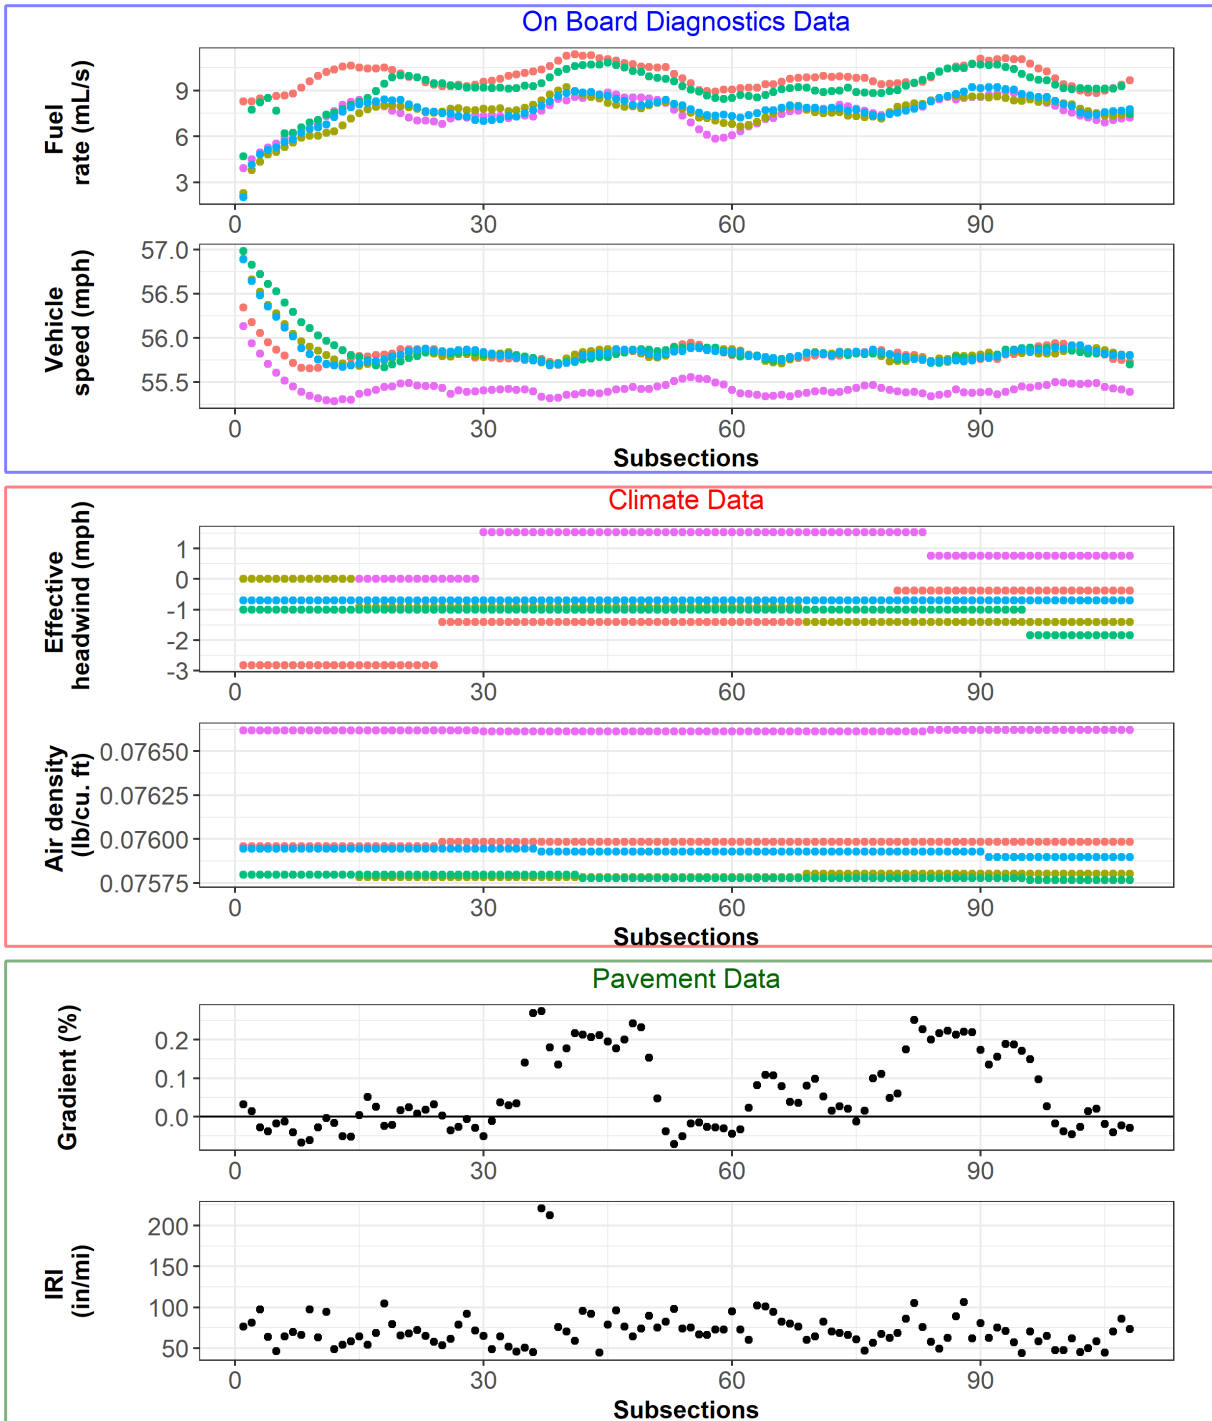 On Board Diagnostics Data
Fuel
rate (mL/s)
9
6
3
0 30 60 90
Vehicle
speed (mph)
57.0
56.5
56.0
55.5
0 30 60 90
Subsections
Climate Data
Effective
headwind (mph)
1
0
-1
-2
-3
0 30 60 90
Air density
(lb/cu. ft)
0.07650
0.07625
0.07600
0.07575
0 30 60 90
Subsections
Pavement Data
Gradient (%)
0.2
0.1
0.0
0 30 60 90
IRI
(in/mi)
200
150
100
50
0 30 60 90
Subsections